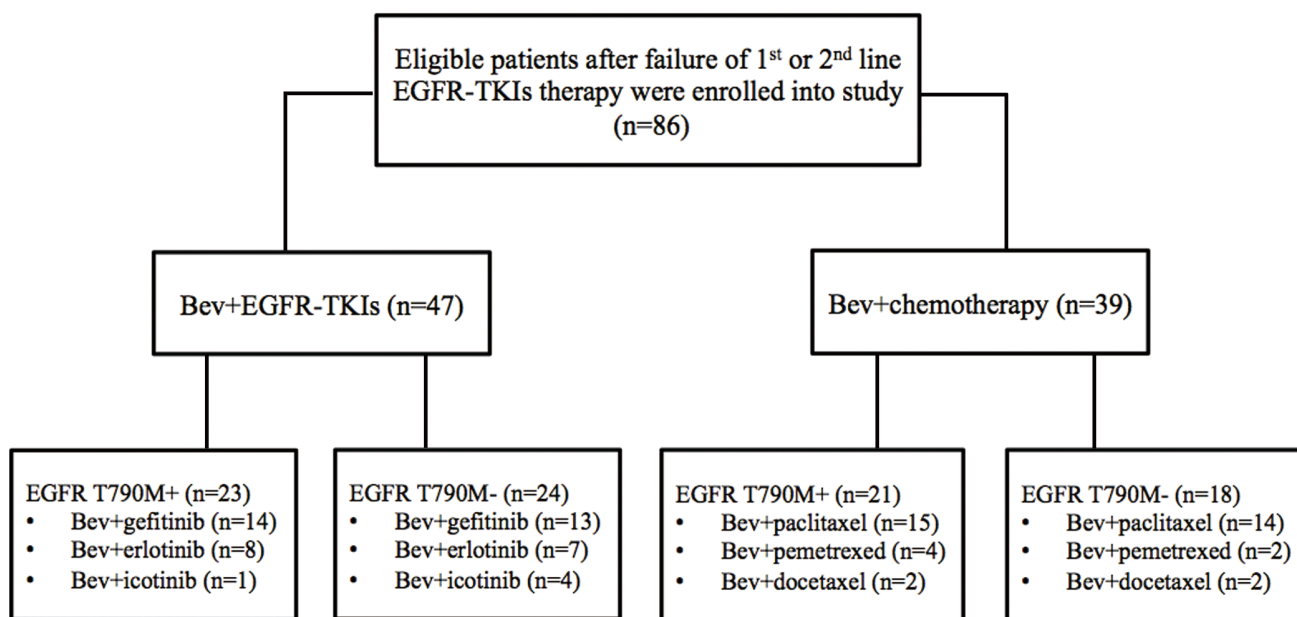 Eligible patients after failure of 1st or 2nd line
EGFR-TKIs therapy were enrolled into study
(n=86)
Bev+EGFR-TKIs (n=47)
Bev+chemotherapy (n=39)
EGFR T790M+ (n=23)
• Bev+gefitinib (n=14)
• Bev+erlotinib (n=8)
• Bev+icotinib (n=1)
EGFR T790M- (n=24)
• Bev+gefitinib (n=13)
• Bev+erlotinib (n=7)
• Bev+icotinib (n=4)
EGFR T790M+ (n=21)
• Bev+paclitaxel (n=15)
• Bev+pemetrexed (n=4)
• Bev+docetaxel (n=2)
EGFR T790M- (n=18)
• Bev+paclitaxel (n=14)
• Bev+pemetrexed (n=2)
• Bev+docetaxel (n=2)